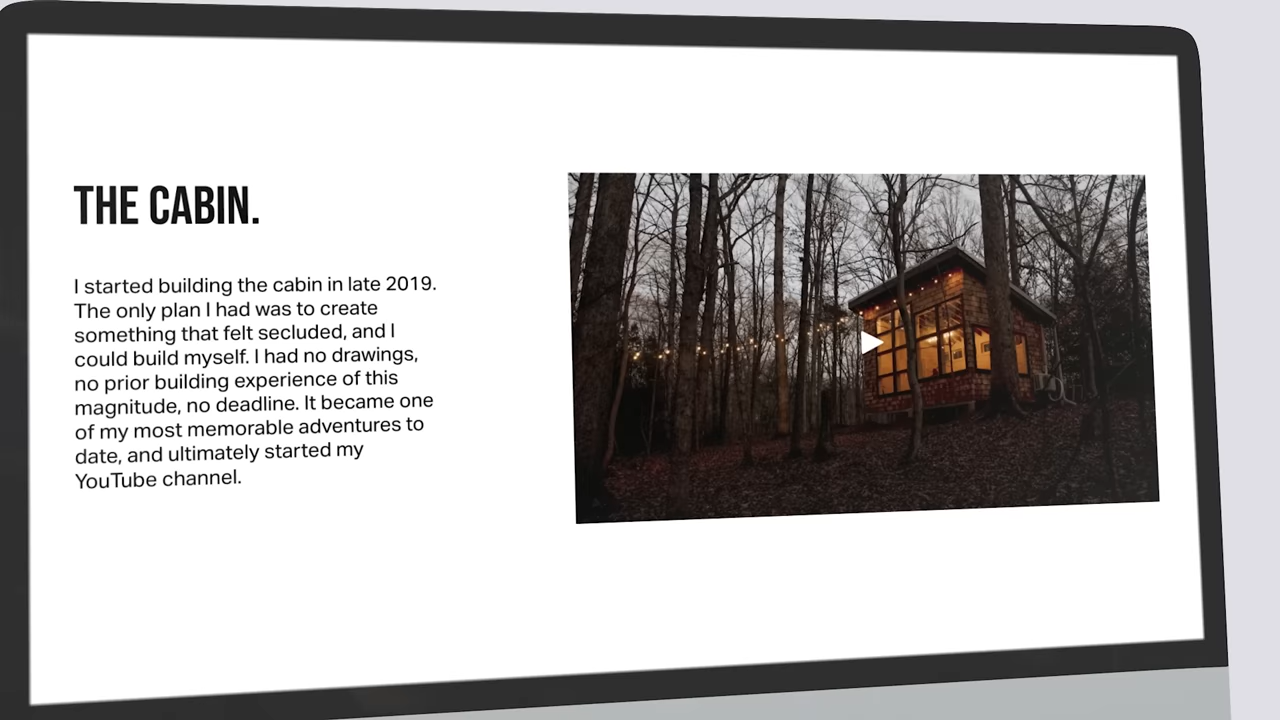 THE CABIN.
I started building the cabin in late 2019.
The only plan I had was to create
something that felt secluded, and I
could build myself. I had no drawings,
no prior building experience of this
magnitude, no deadline. It became one
of my most memorable adventures to
date, and ultimately started my
YouTube channel.